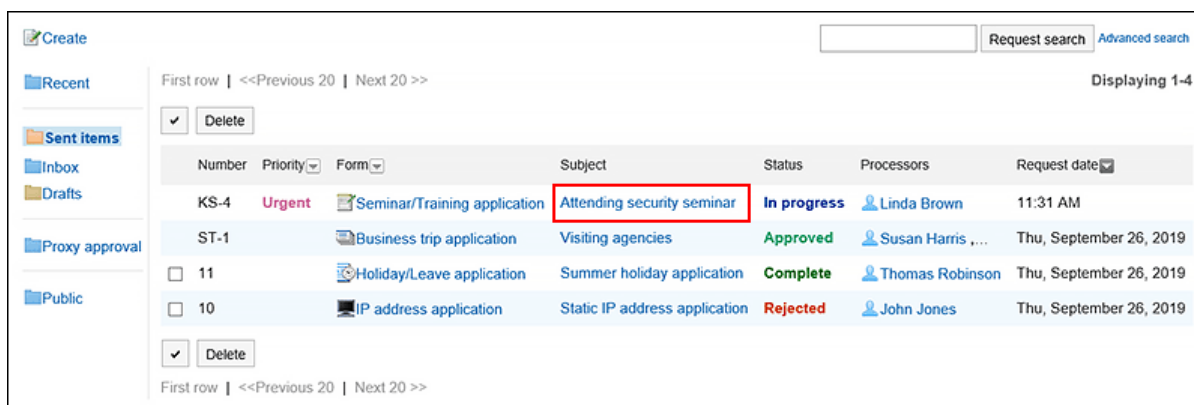 Create
Request search Advanced search
Recent
First row | <<Previous 20 | Next 20 >>
Displaying 1-4
Delete
Sent items
Inbox
Drafts
Proxy approval
Public
Number Priority Form Subject Status Processors Request date
KS-4 Urgent Seminar/Training application Attending security seminar In progress Linda Brown 11:31 AM
ST-1 Business trip application Visiting agencies Approved Susan Harris ,... Thu, September 26, 2019
11 Holiday/Leave application Summer holiday application Complete Thomas Robinson Thu, September 26, 2019
10 IP address application Static IP address application Rejected John Jones Thu, September 26, 2019
Delete
First row | <<Previous 20 | Next 20 >>